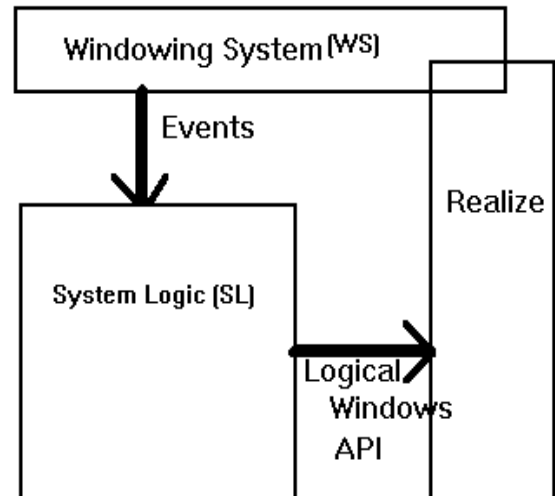 Windowing System (WS)
Events
Realize
System Logic (SL)
Logical
Windows
API